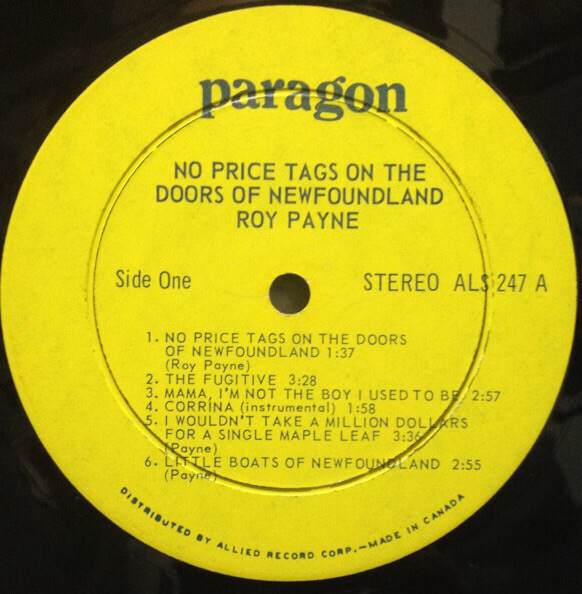 paragon
NO PRICE TAGS ON THE
DOORS OF NEWFOUNDLAND
ROY PAYNE
Side One
STEREO ALS 247 A
1. NO PRICE TAGS ON THE DOORS
OF NEWFOUNDLAND 1:37
(Roy Payne)
2. THE FUGITIVE 3:28
3. MAMA, I'M NOT THE BOY I USED TO BE 2:57
4. CORRINA (instrumental) 1:58
5. I WOULDN'T TAKE A MILLION DOLLARS
FOR A SINGLE MAPLE LEAF 3:36
(Payne)
6. LITTLE BOATS OF NEWFOUNDLAND 2:55
(Payne)
DISTRIBUTED BY ALLIED RECORD CORP.—MADE IN CANADA